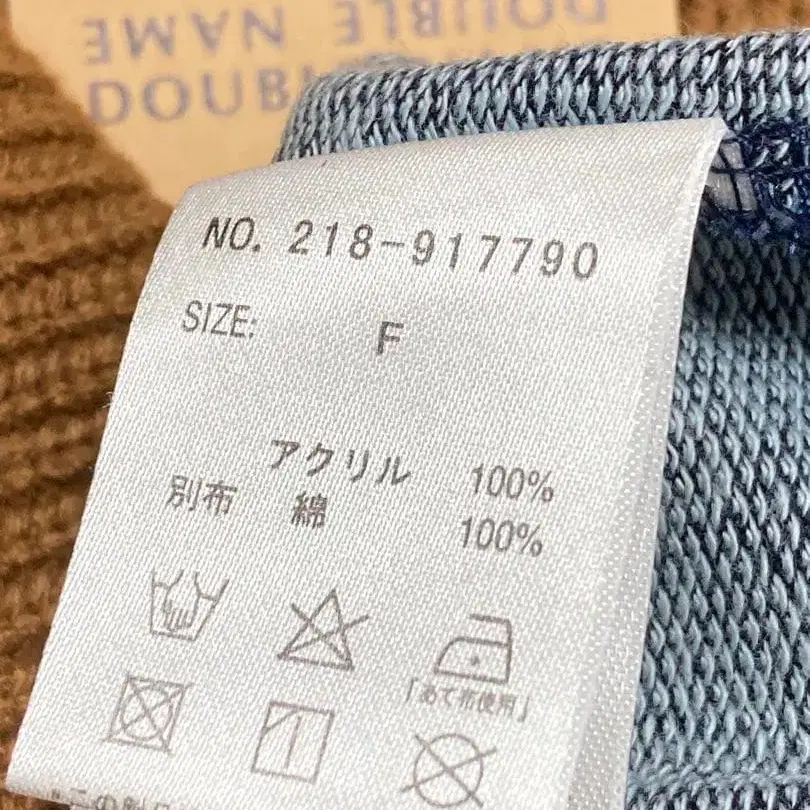 DOUBLE
NAME
DOUBL
NO. 218-917790
SIZE: F
アクリル 100%
別布 綿 100%
「あて布使用」